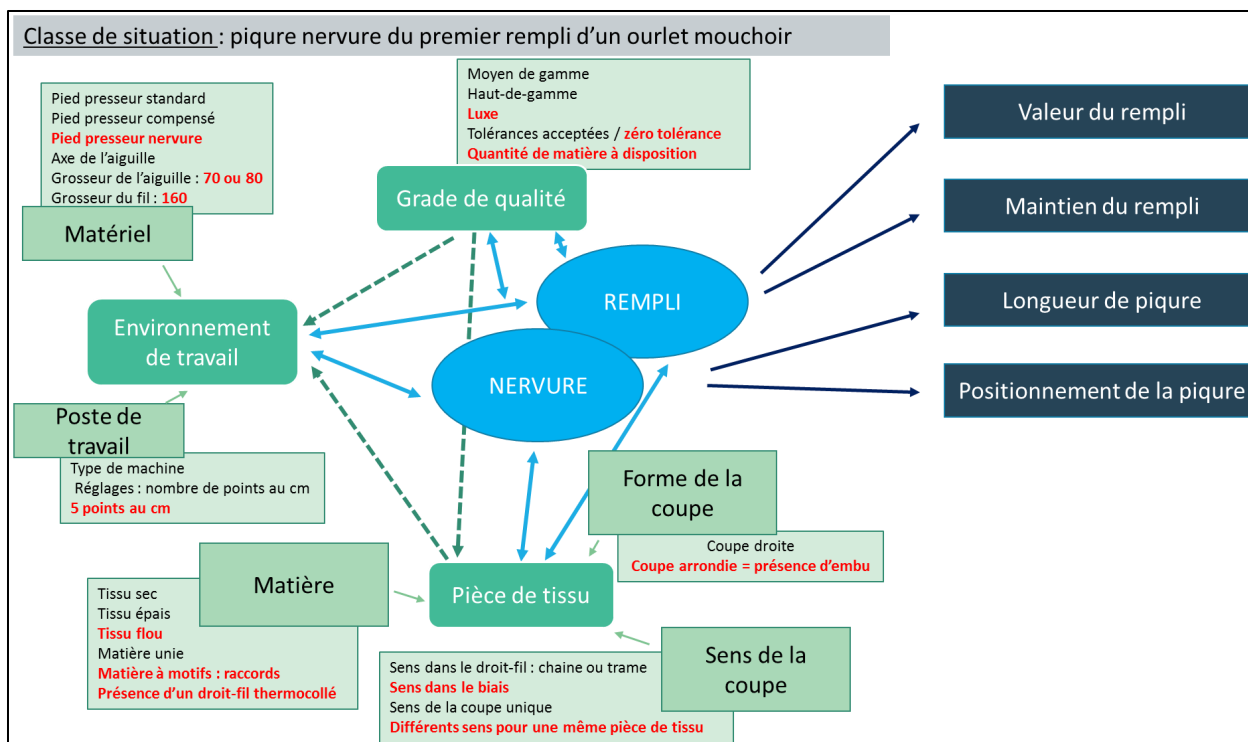 Classe de situation : piqure nervure du premier rempli d’un ourlet mouchoir
Pied presseur standard
Pied presseur compensé
Pied presseur nervure
Axe de l’aiguille
Grosseur de l’aiguille : 70 ou 80
Grosseur du fil : 160
Matériel
Moyen de gamme
Haut-de-gamme
Luxe
Tolérances acceptées / zéro tolérance
Quantité de matière à disposition
Grade de qualité
Valeur du rempli
Maintien du rempli
Longueur de piqure
Positionnement de la piqure
Environnement
de travail
REMPLI
NERVURE
Poste de
travail
Type de machine
Réglages : nombre de points au cm
5 points au cm
Forme de la
coupe
Coupe droite
Coupe arrondie = présence d’embu
Matière
Tissu sec
Tissu épais
Tissu flou
Matière unie
Matière à motifs : raccords
Présence d’un droit-fil thermocollé
Pièce de tissu
Sens de la
coupe
Sens dans le droit-fil : chaine ou trame
Sens dans le biais
Sens de la coupe unique
Différents sens pour une même pièce de tissu